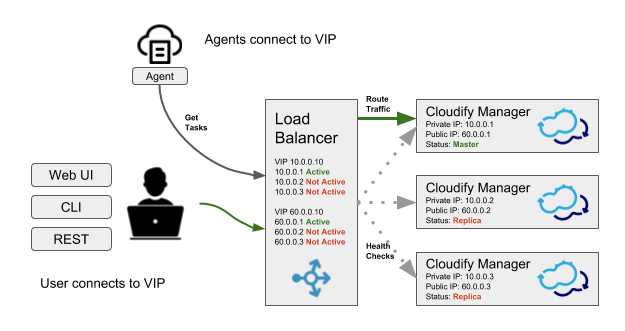 Agents connect to VIP
Agent
Get
Tasks
Web UI
CLI
REST
User connects to VIP
Load
Balancer
VIP 10.0.0.10
10.0.0.1 Active
10.0.0.2 Not Active
10.0.0.3 Not Active
VIP 60.0.0.10
60.0.0.1 Active
60.0.0.2 Not Active
60.0.0.3 Not Active
Route
Traffic
Health
Checks
Cloudify Manager
Private IP: 10.0.0.1
Public IP: 60.0.0.1
Status: Master
Cloudify Manager
Private IP: 10.0.0.2
Public IP: 60.0.0.2
Status: Replica
Cloudify Manager
Private IP: 10.0.0.3
Public IP: 60.0.0.3
Status: Replica